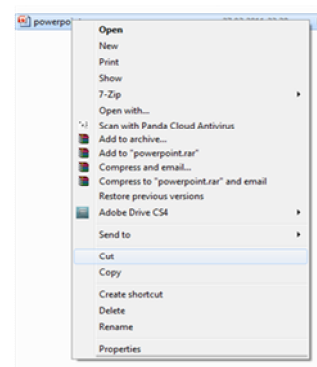 powerpoint
Open
New
Print
Show
7-Zip
Open with...
Scan with Panda Cloud Antivirus
Add to archive...
Add to "powerpoint.rar"
Compress and email...
Compress to "powerpoint.rar" and email
Restore previous versions
Adobe Drive CS4
Send to
Cut
Copy
Create shortcut
Delete
Rename
Properties